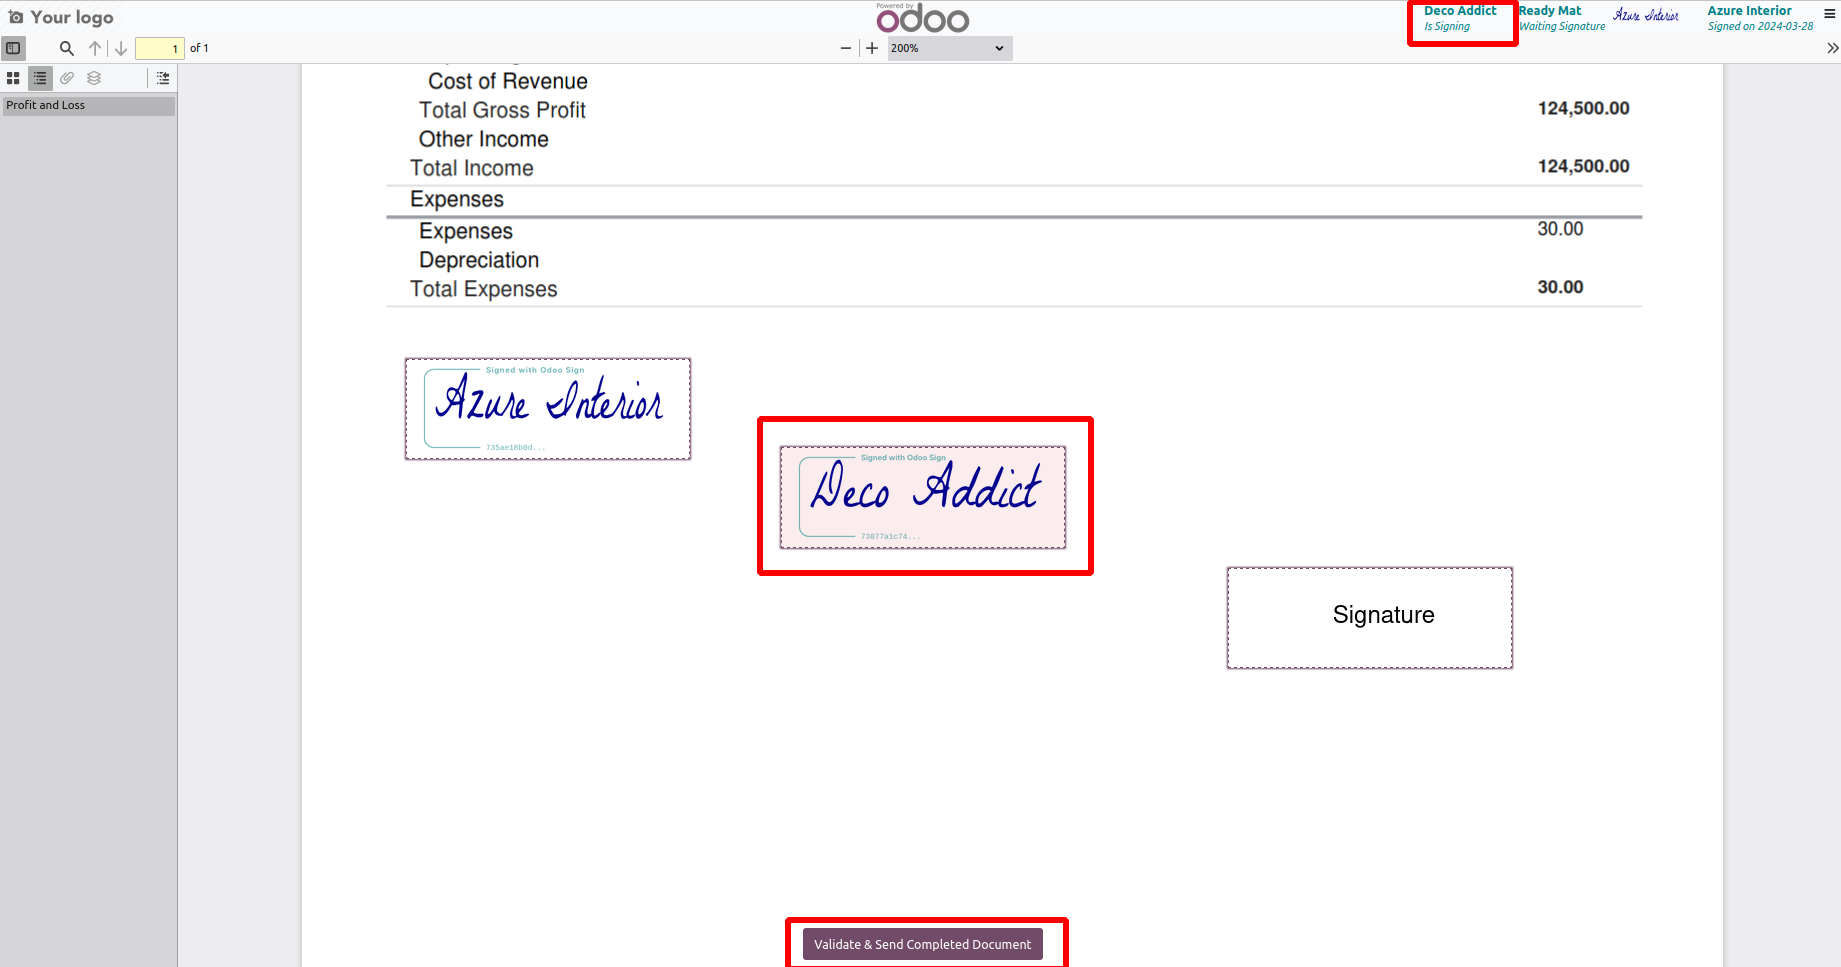 Your logo
Powered by
odoo
Deco Addict
Is Signing
Ready Mat
Waiting Signature
Azure Interior
Azure Interior
Signed on 2024-03-28
1 of 1
200%
Profit and Loss
Cost of Revenue
Total Gross Profit 124,500.00
Other Income
Total Income 124,500.00
Expenses
Expenses 30.00
Depreciation
Total Expenses 30.00
Signed with Odoo Sign
Azure Interior
735ae18b0d...
Signed with Odoo Sign
Deco Addict
73877a1c74...
Signature
Validate & Send Completed Document